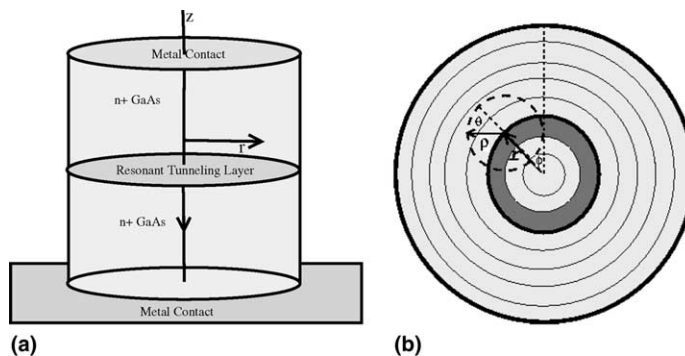 z
Metal Contact
n+ GaAs
r
Resonant Tunneling Layer
n+ GaAs
Metal Contact
(a)
θ
ρ
r
(b)